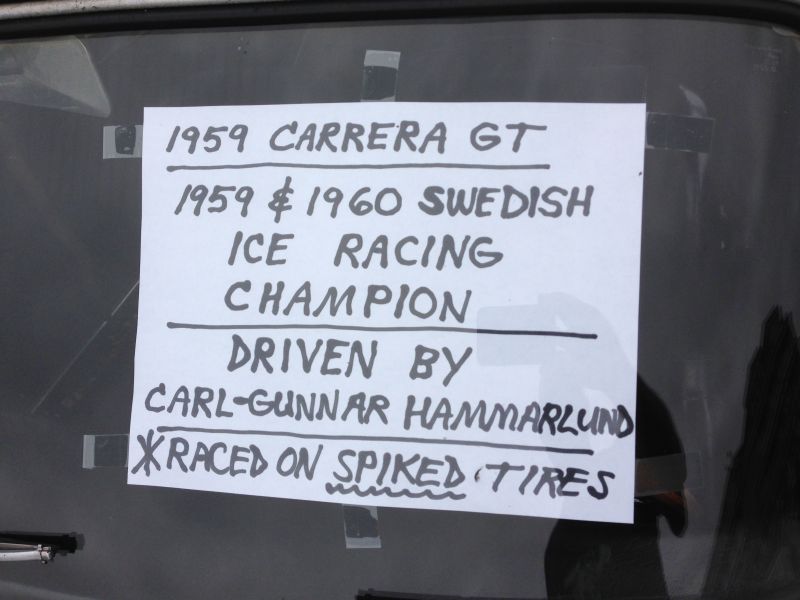 1959 CARRERA GT
1959 & 1960 SWEDISH
ICE RACING
CHAMPION
DRIVEN BY
CARL-GUNNAR HAMMARLUND
*RACED ON SPIKED TIRES